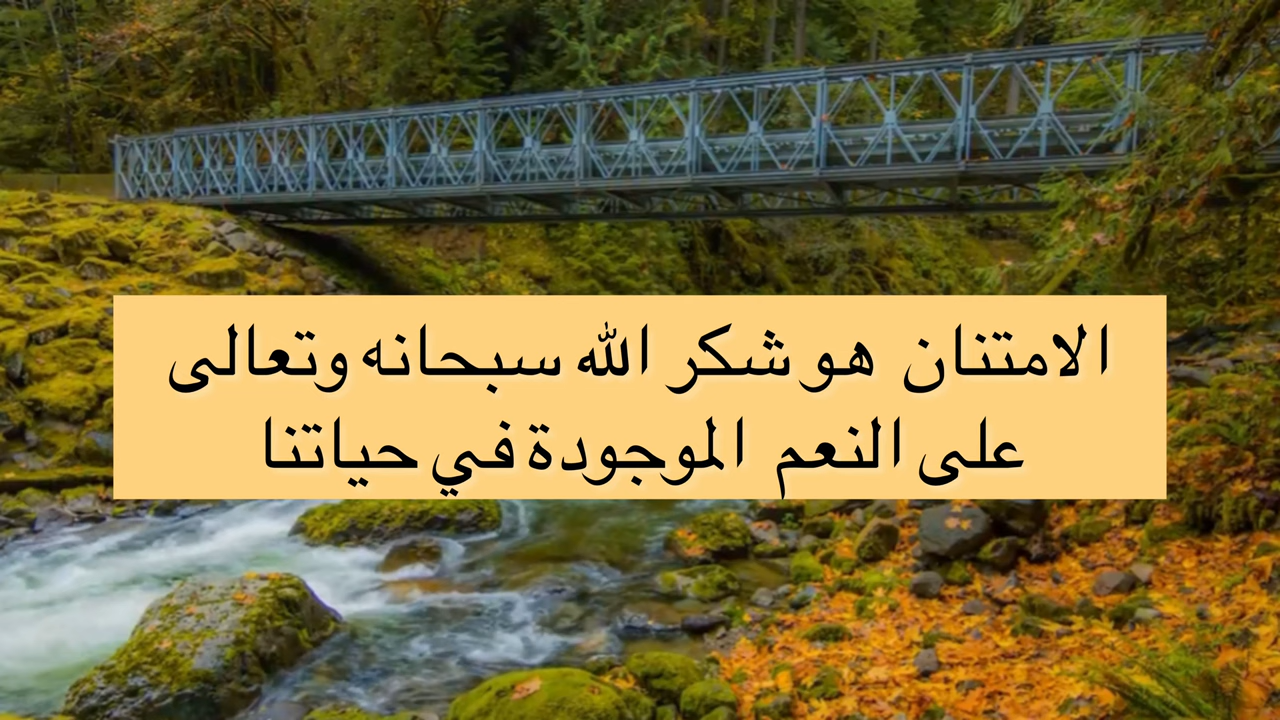 الامتنان هو شكر الله سبحانه وتعالى
على النعم الموجودة في حياتنا